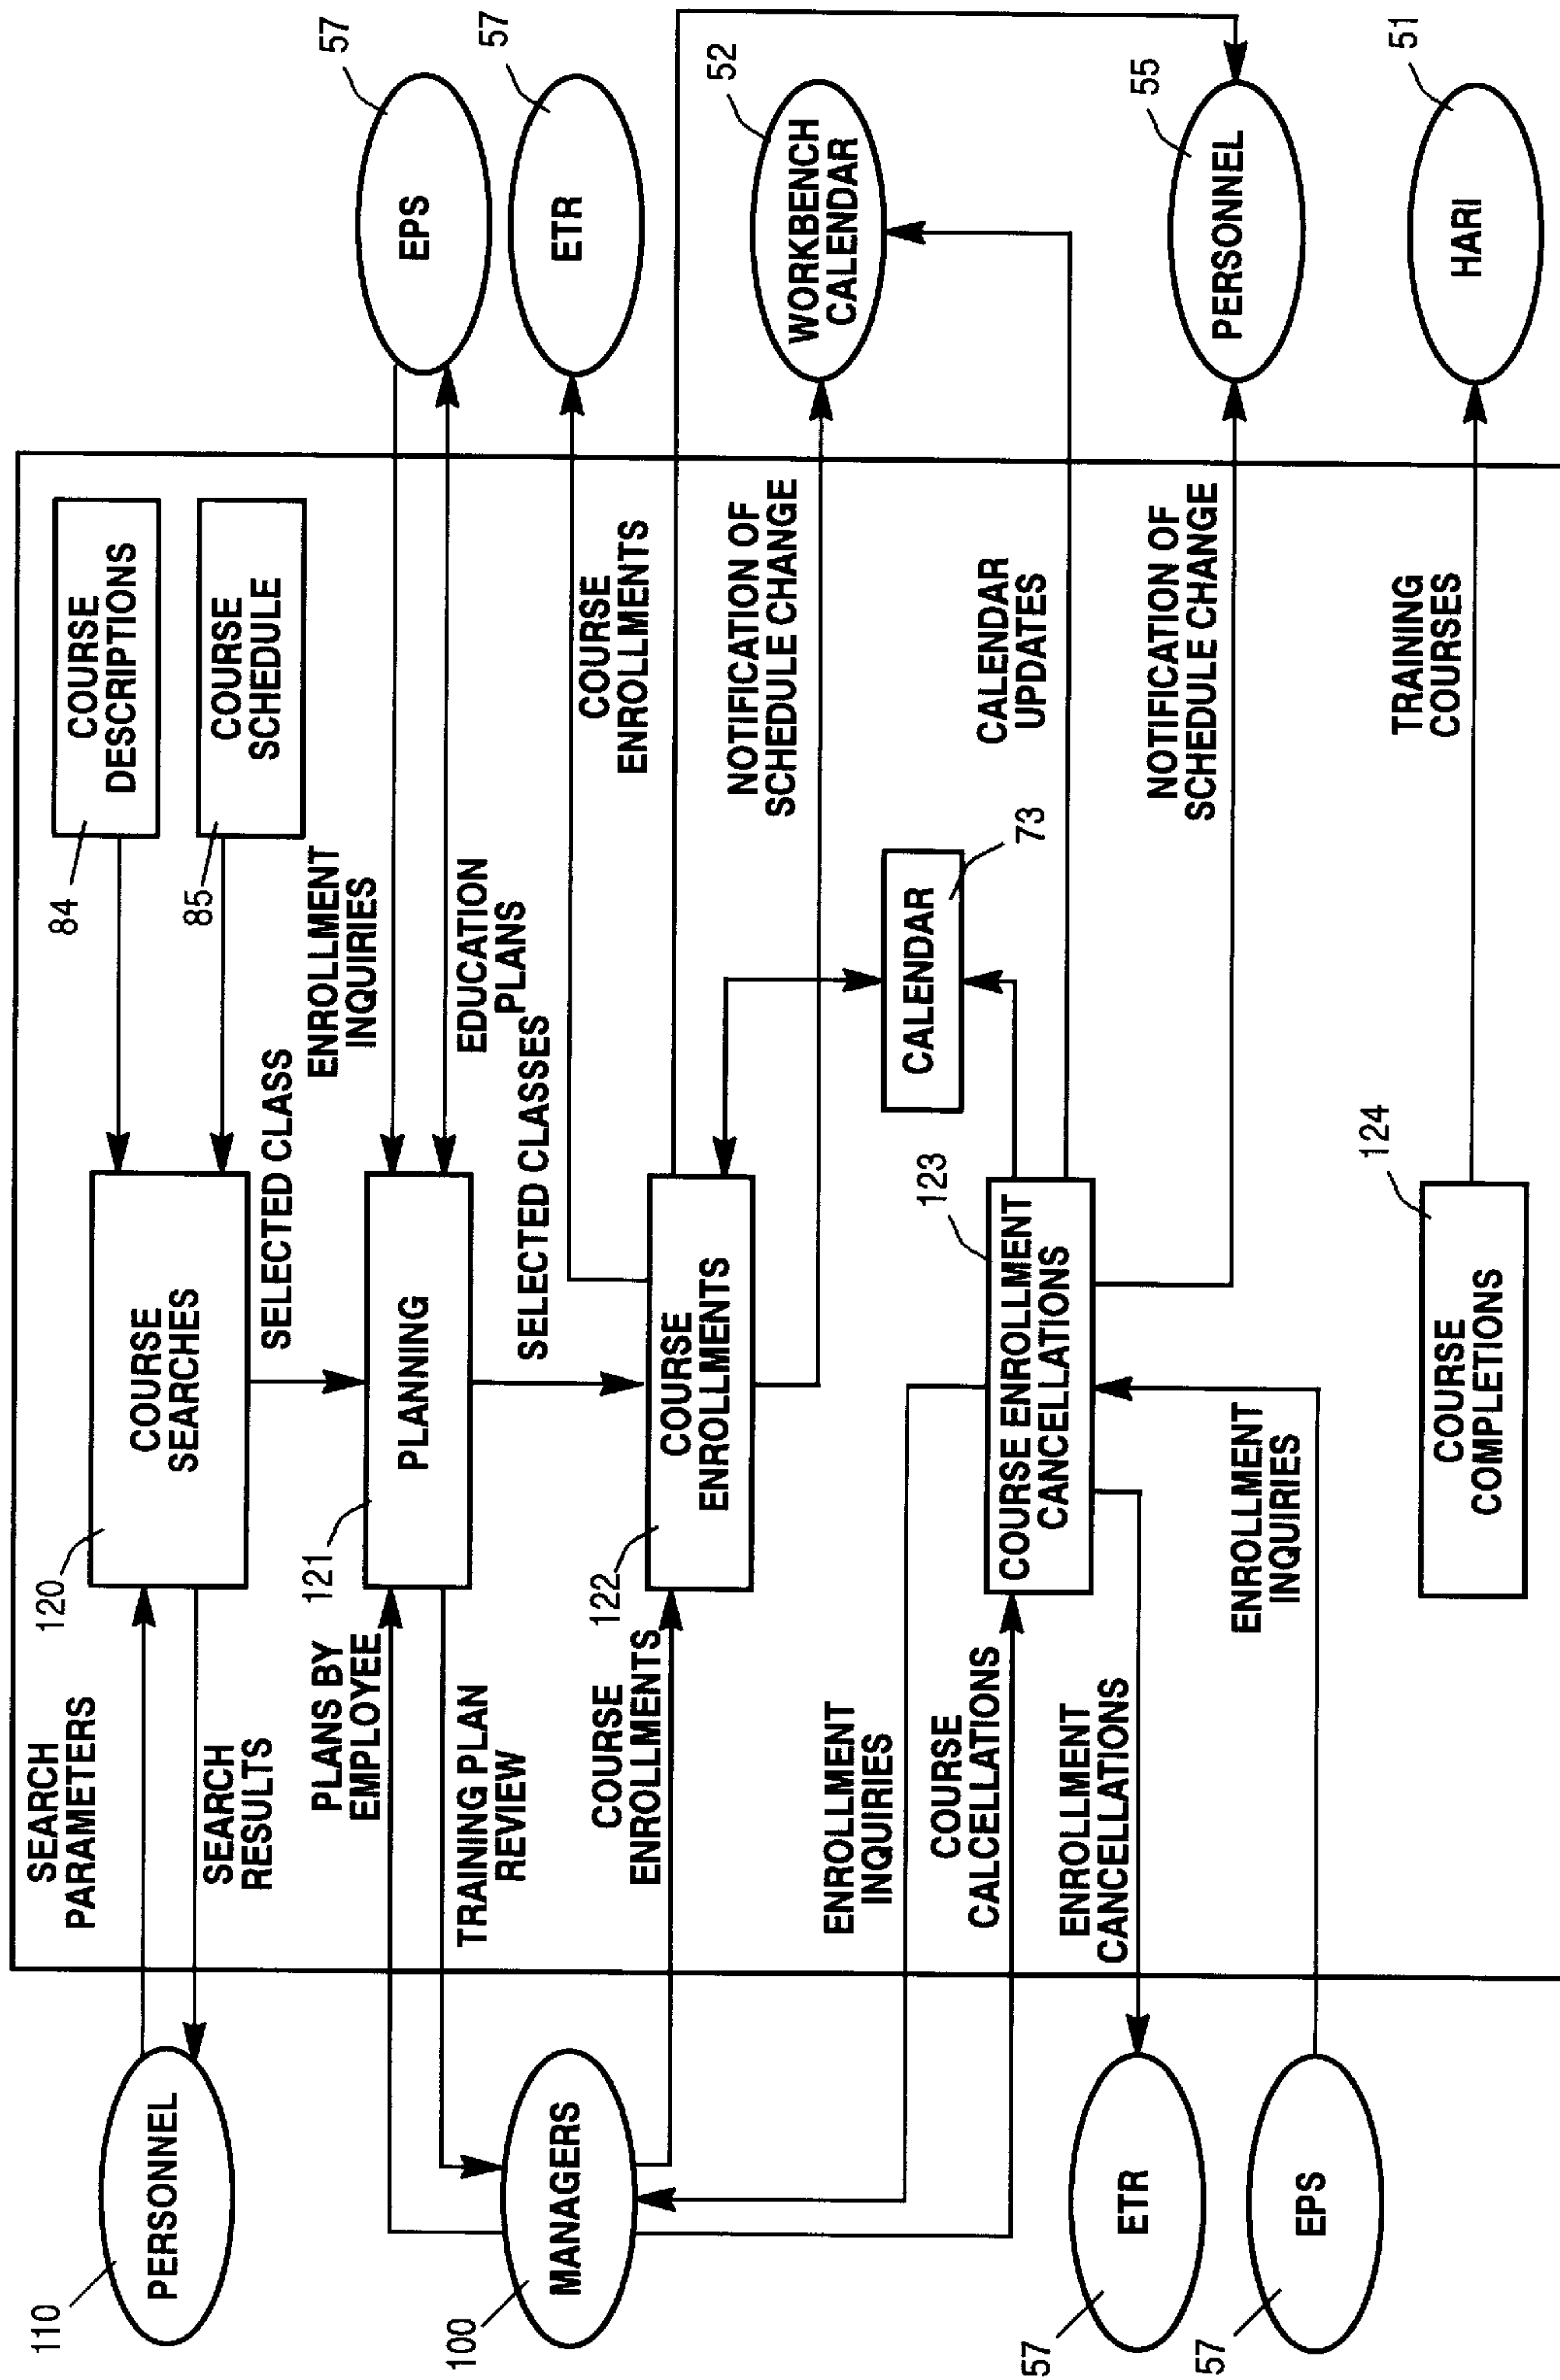 110
PERSONNEL
SEARCH
PARAMETERS
SEARCH
RESULTS
120
COURSE
SEARCHES
84
COURSE
DESCRIPTIONS
85
COURSE
SCHEDULE
SELECTED CLASS
100
MANAGERS
PLANS BY
EMPLOYEE
TRAINING PLAN
REVIEW
121
PLANNING
ENROLLMENT
INQUIRIES
EDUCATION
PLANS
EPS
57
SELECTED CLASSES
COURSE
ENROLLMENTS
122
COURSE
ENROLLMENTS
COURSE
ENROLLMENTS
ETR
57
NOTIFICATION OF
SCHEDULE CHANGE
WORKBENCH
CALENDAR
52
ENROLLMENT
INQUIRIES
COURSE
CALCELLATIONS
ENROLLMENT
CANCELLATIONS
123
COURSE ENROLLMENT
CANCELLATIONS
CALENDAR
73
CALENDAR
UPDATES
57
ETR
57
EPS
ENROLLMENT
INQUIRIES
NOTIFICATION OF
SCHEDULE CHANGE
PERSONNEL
55
124
COURSE
COMPLETIONS
TRAINING
COURSES
HARI
51